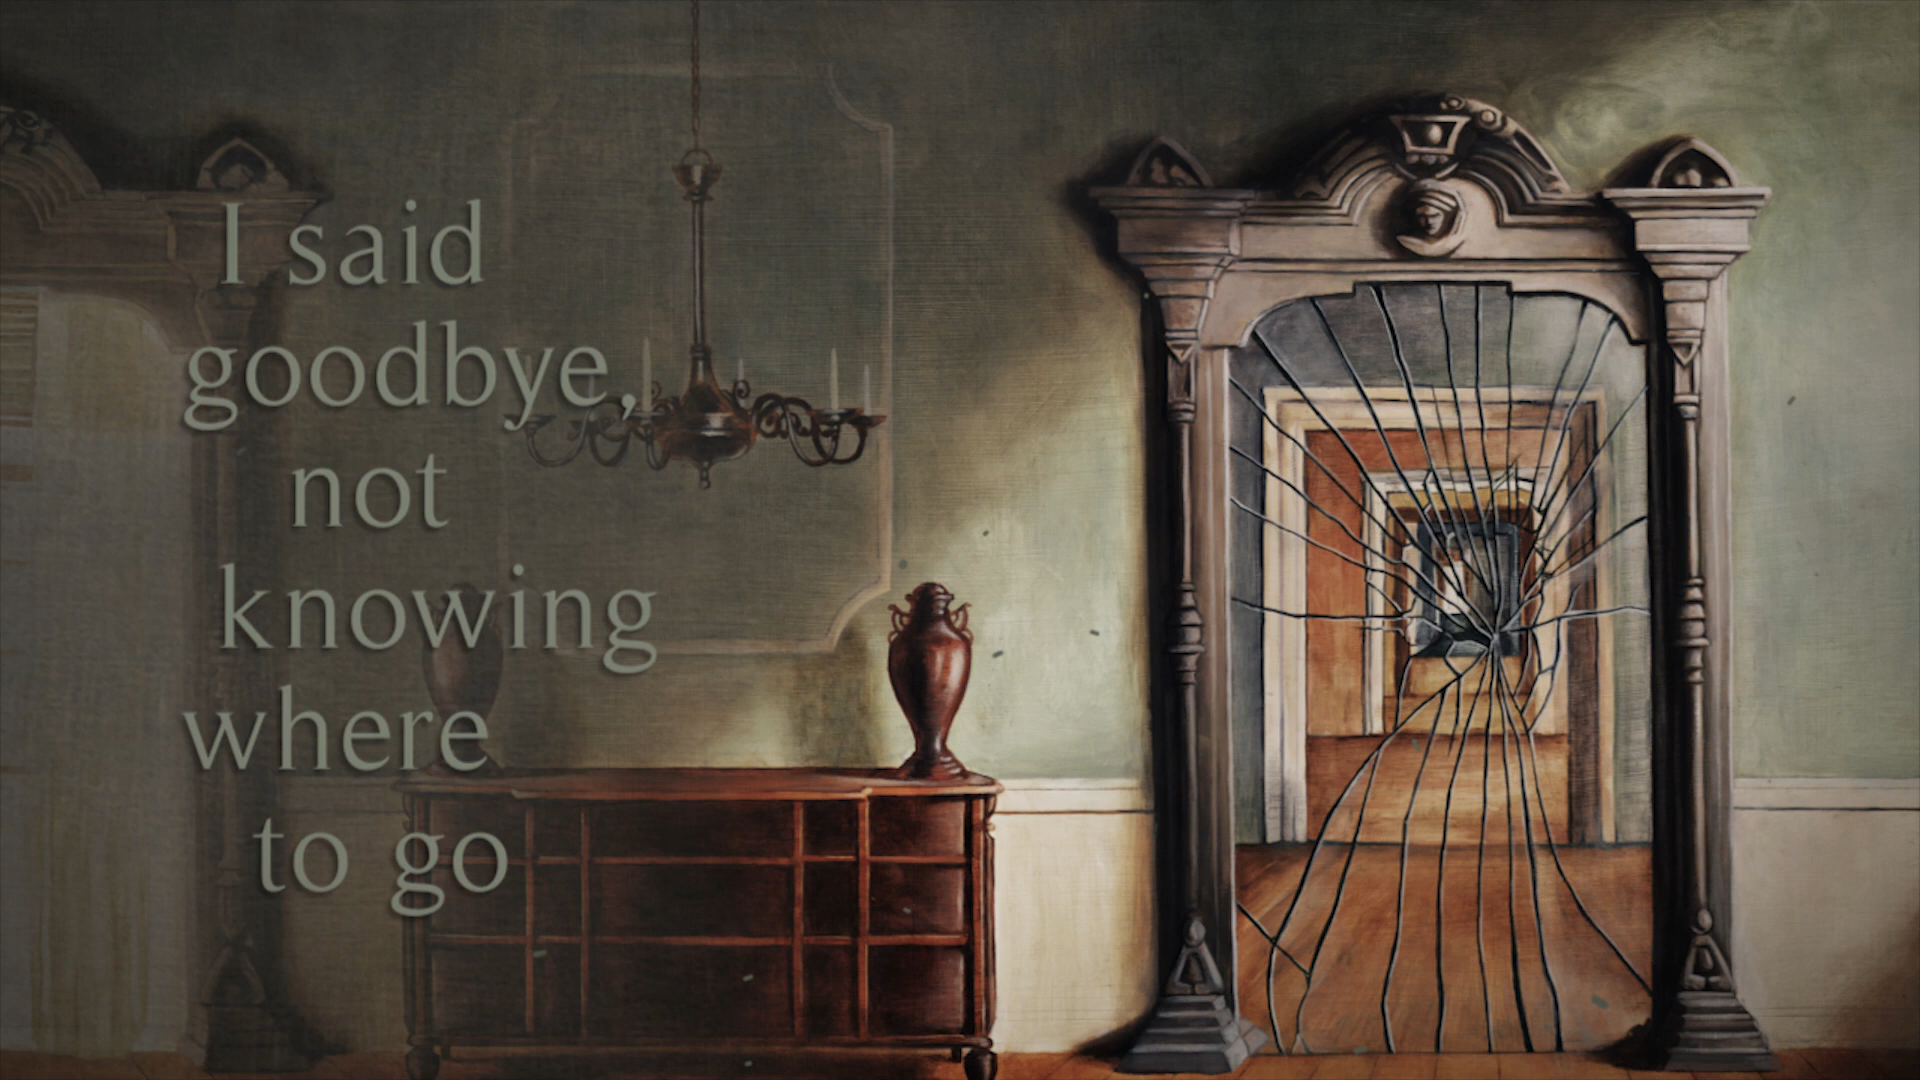 I said
goodbye,
not
knowing
where
to go